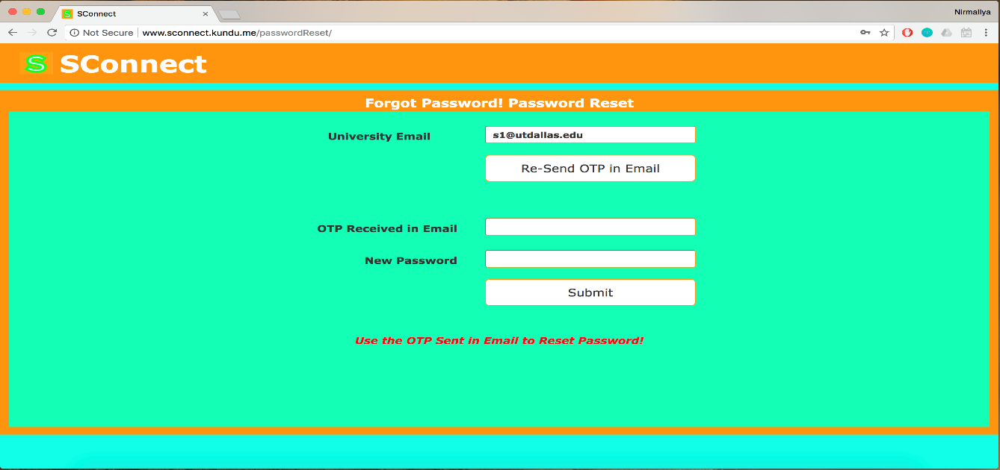 SConnect
Nirmallya
Not Secure www.sconnect.kundu.me/passwordReset/
S SConnect
Forgot Password! Password Reset
University Email s1@utdallas.edu
Re-Send OTP in Email
OTP Received in Email
New Password
Submit
Use the OTP Sent in Email to Reset Password!